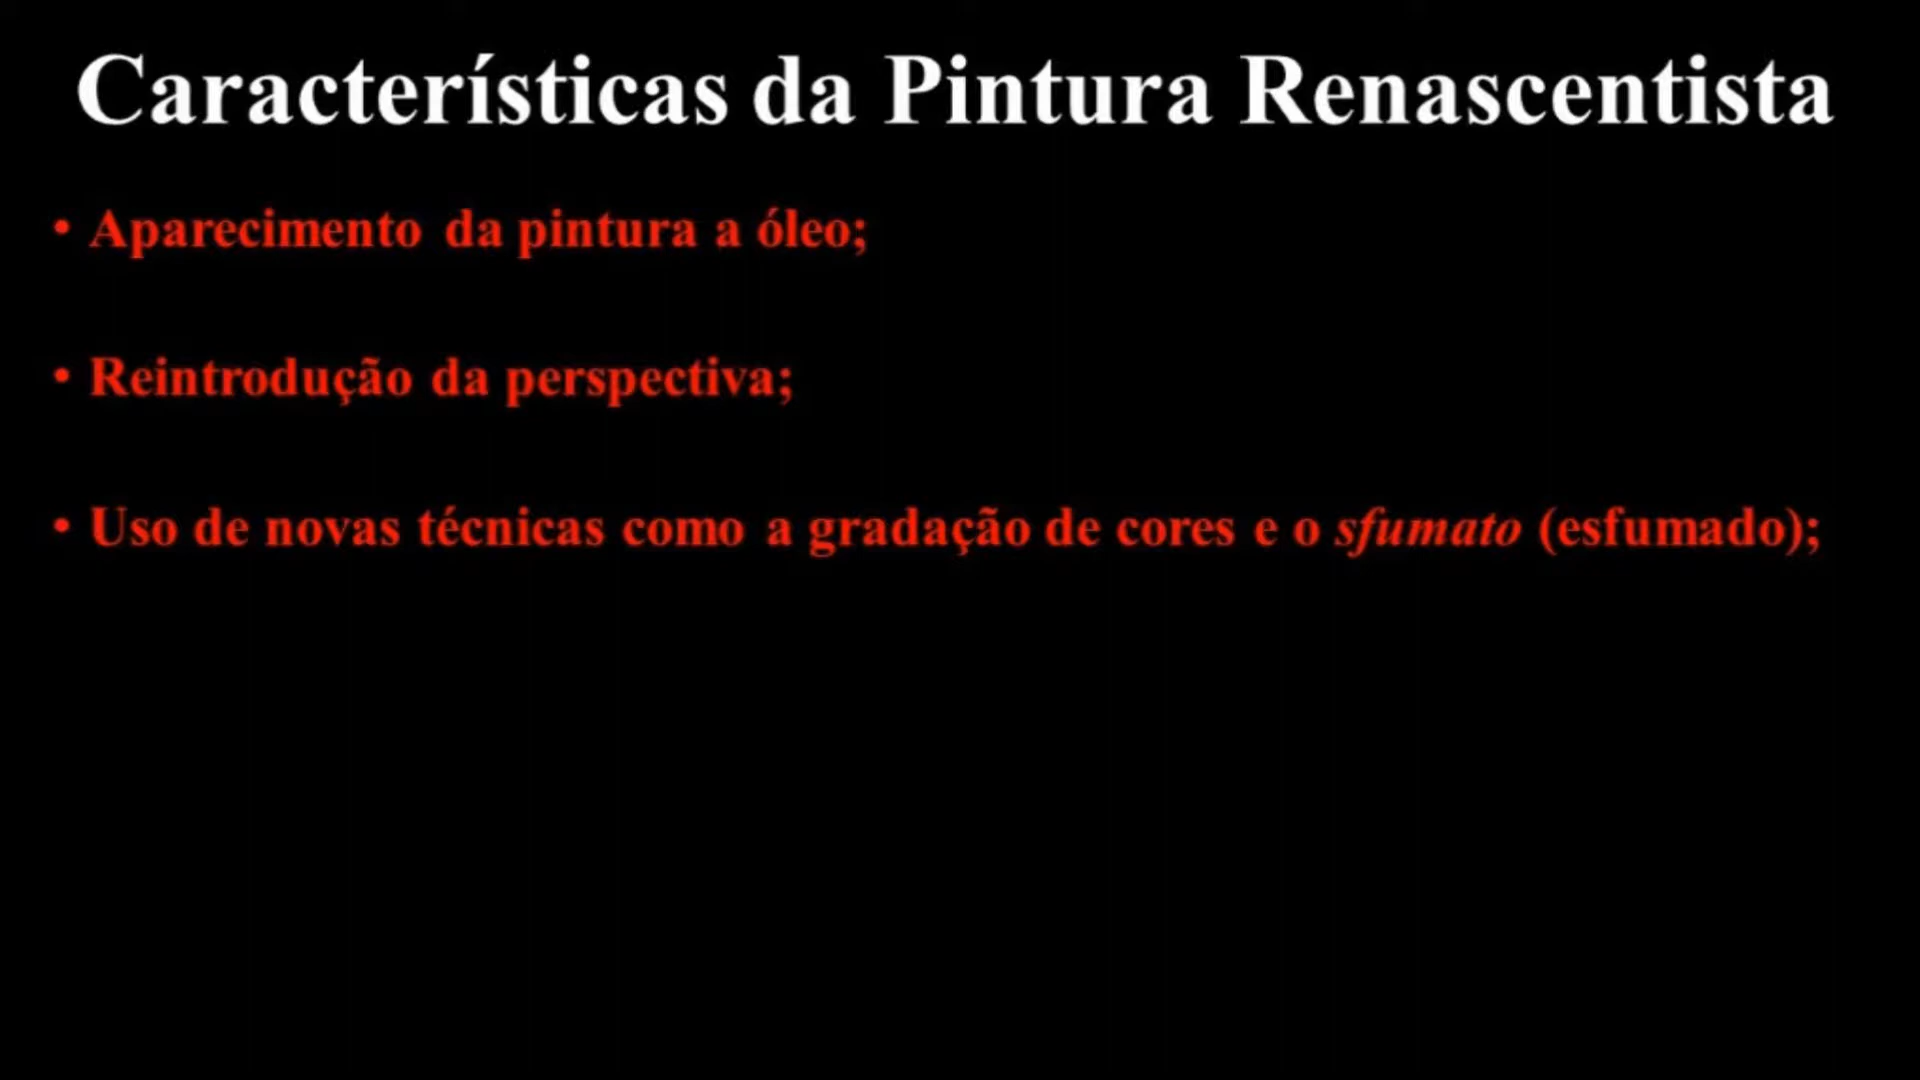 Características da Pintura Renascentista
• Aparecimento da pintura a óleo;
• Reintrodução da perspectiva;
• Uso de novas técnicas como a gradação de cores e o sfumato (esfumado);